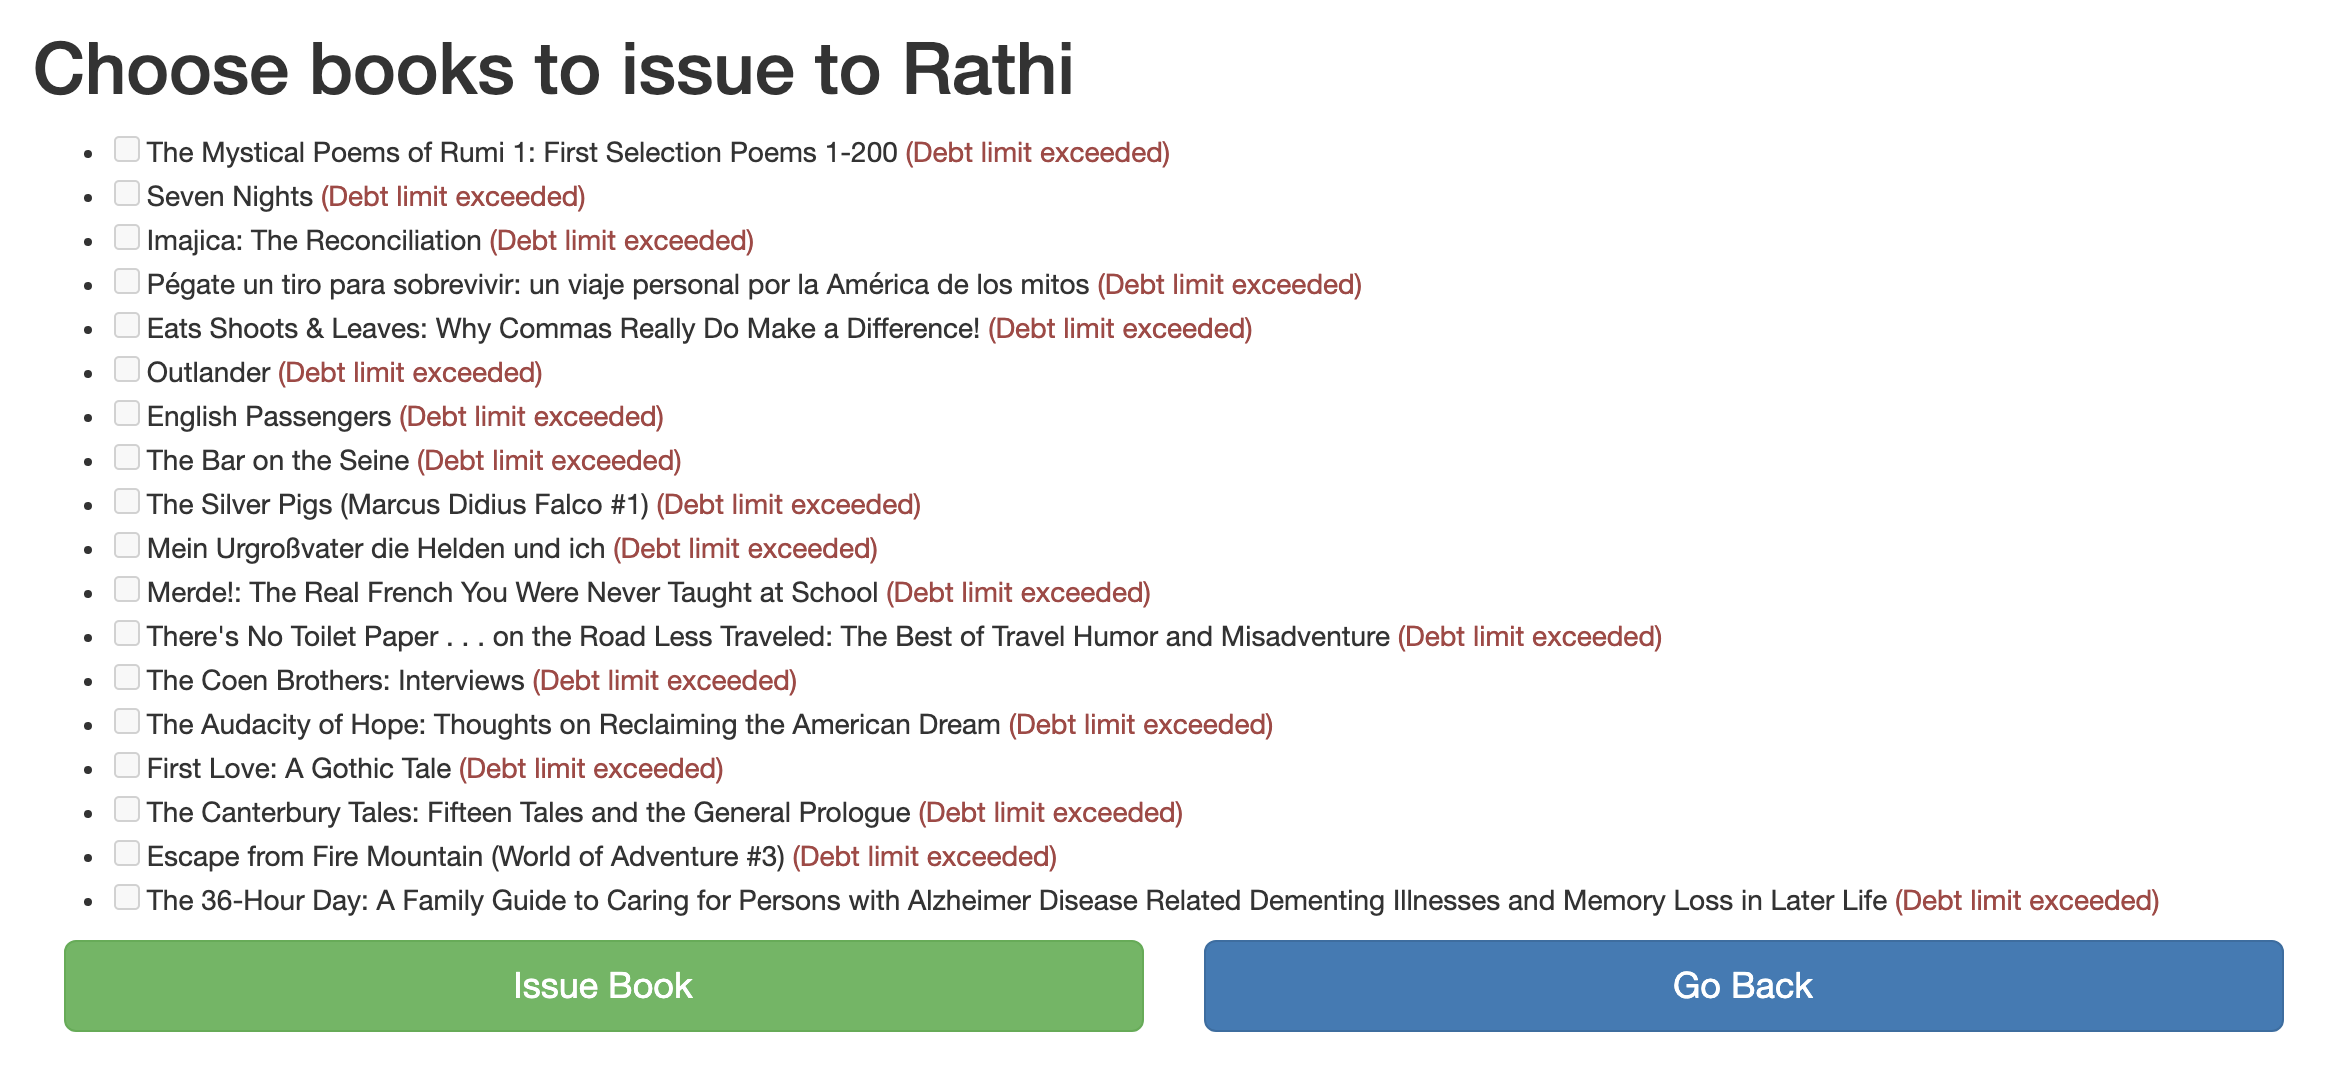 Choose books to issue to Rathi
The Mystical Poems of Rumi 1: First Selection Poems 1-200 (Debt limit exceeded)
Seven Nights (Debt limit exceeded)
Imajica: The Reconciliation (Debt limit exceeded)
Pégate un tiro para sobrevivir: un viaje personal por la América de los mitos (Debt limit exceeded)
Eats Shoots & Leaves: Why Commas Really Do Make a Difference! (Debt limit exceeded)
Outlander (Debt limit exceeded)
English Passengers (Debt limit exceeded)
The Bar on the Seine (Debt limit exceeded)
The Silver Pigs (Marcus Didius Falco #1) (Debt limit exceeded)
Mein Urgroßvater die Helden und ich (Debt limit exceeded)
Merde!: The Real French You Were Never Taught at School (Debt limit exceeded)
There's No Toilet Paper . . . on the Road Less Traveled: The Best of Travel Humor and Misadventure (Debt limit exceeded)
The Coen Brothers: Interviews (Debt limit exceeded)
The Audacity of Hope: Thoughts on Reclaiming the American Dream (Debt limit exceeded)
First Love: A Gothic Tale (Debt limit exceeded)
The Canterbury Tales: Fifteen Tales and the General Prologue (Debt limit exceeded)
Escape from Fire Mountain (World of Adventure #3) (Debt limit exceeded)
The 36-Hour Day: A Family Guide to Caring for Persons with Alzheimer Disease Related Dementing Illnesses and Memory Loss in Later Life (Debt limit exceeded)
Issue Book
Go Back